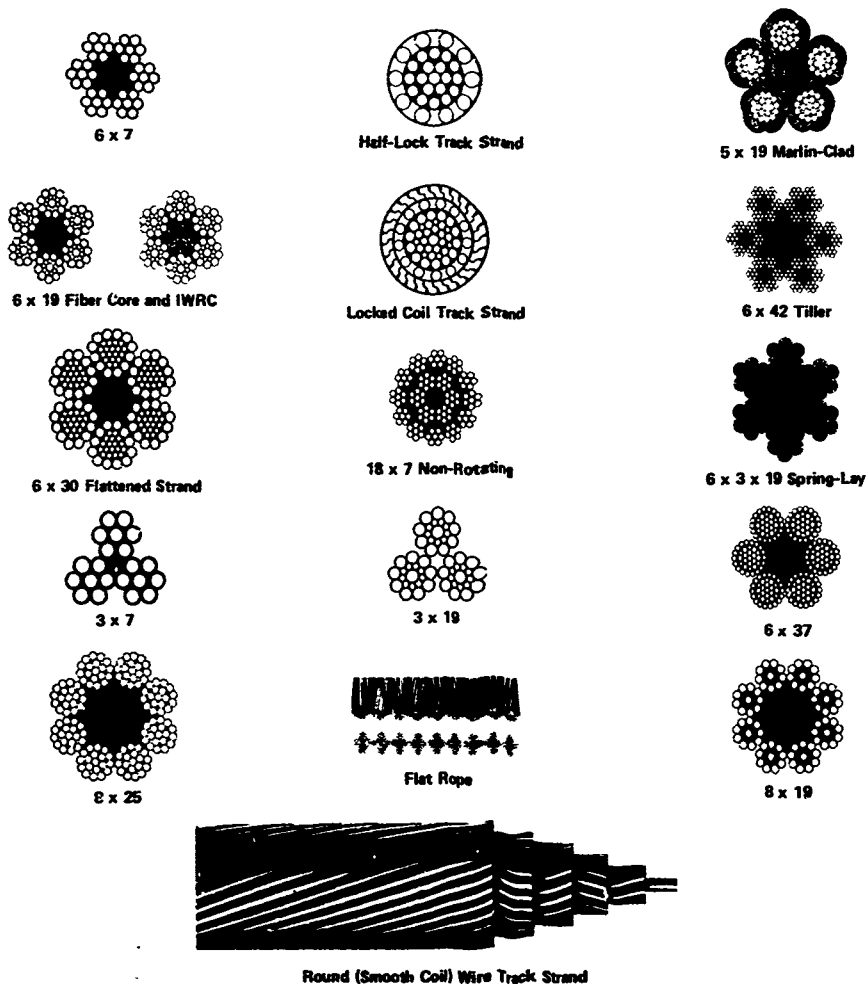 6 x 7
Half-Lock Track Strand
5 x 19 Marlin-Clad
6 x 19 Fiber Core and IWRC
Locked Coil Track Strand
6 x 42 Tiller
6 x 30 Flattened Strand
18 x 7 Non-Rotating
6 x 3 x 19 Spring-Lay
3 x 7
3 x 19
6 x 37
8 x 25
Flat Rope
8 x 19
Round (Smooth Coil) Wire Track Strand